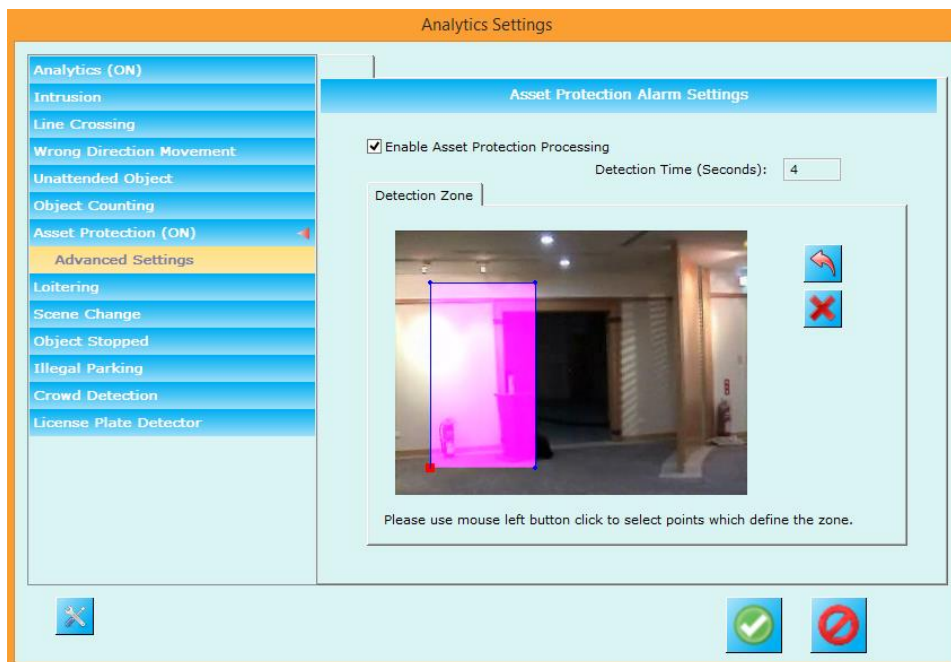 Analytics Settings
Analytics (ON)
Intrusion
Line Crossing
Wrong Direction Movement
Unattended Object
Object Counting
Asset Protection (ON)
Advanced Settings
Loitering
Scene Change
Object Stopped
Illegal Parking
Crowd Detection
License Plate Detector
Asset Protection Alarm Settings
Enable Asset Protection Processing
Detection Time (Seconds): 4
Detection Zone
Please use mouse left button click to select points which define the zone.